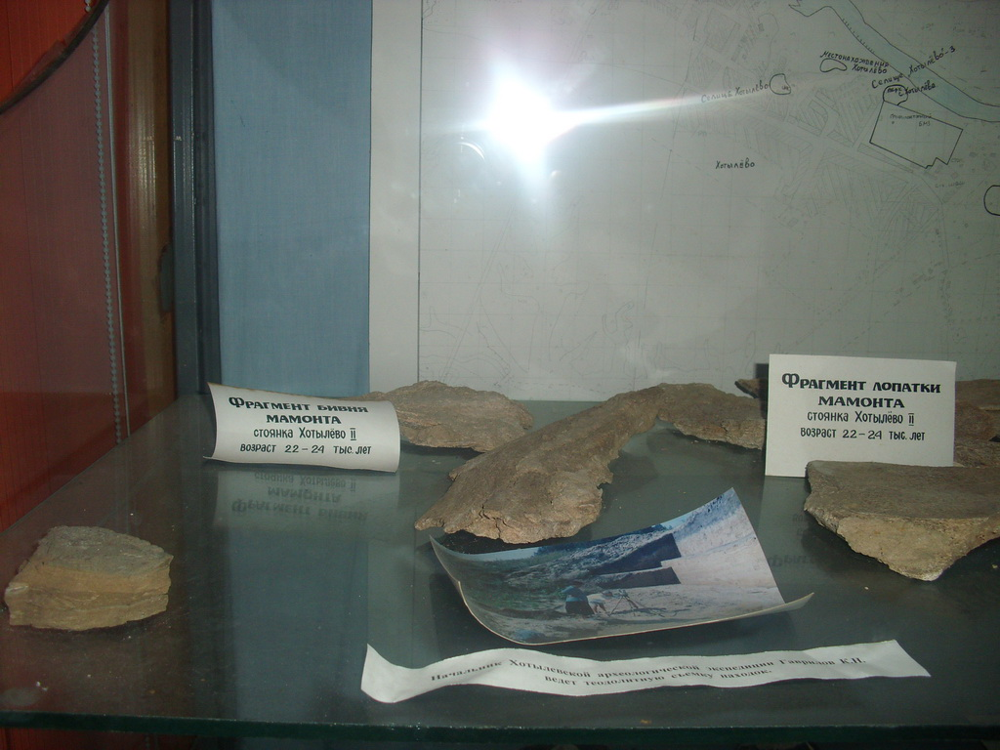 местонахождение
Хотылёво
Селище Хотылёво-3
Селище Хотылёво
Хотылёво
Фрагмент бивня
мамонта
стоянка Хотылёво II
возраст 22-24 тыс. лет
Фрагмент лопатки
мамонта
стоянка Хотылёво II
возраст 22-24 тыс. лет
Начальник Хотылевской археологической экспедиции Гаврилов К.Н.
ведет теодолитную съемку находок.